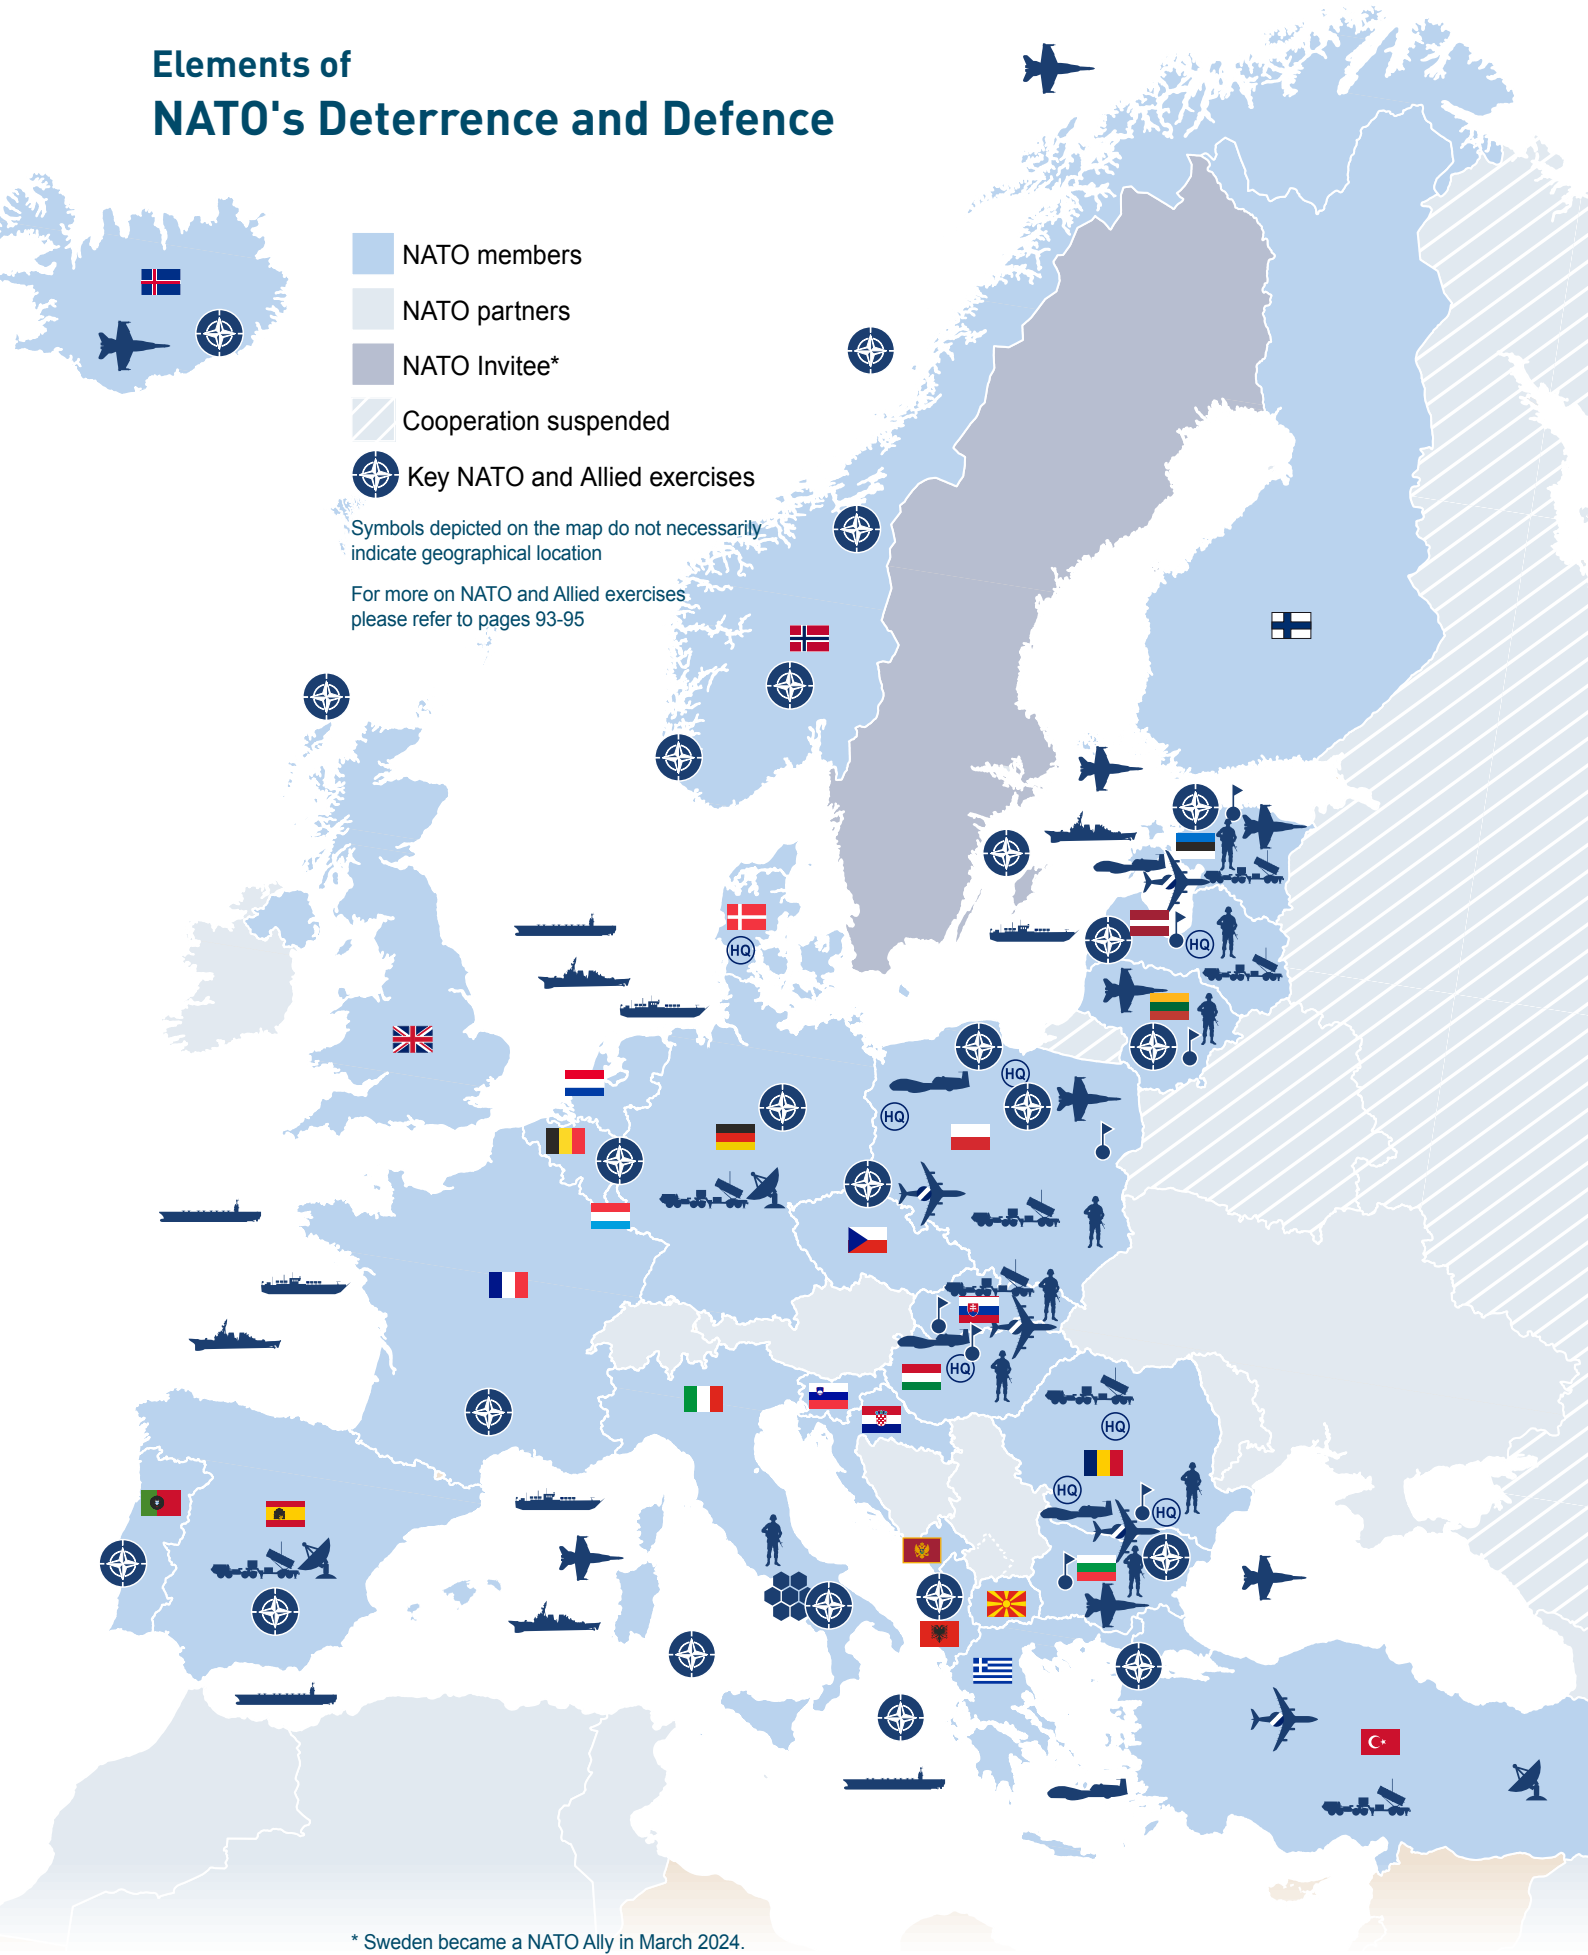 Elements of
NATO's Deterrence and Defence
NATO members
NATO partners
NATO Invitee*
Cooperation suspended
Key NATO and Allied exercises
Symbols depicted on the map do not necessarily
indicate geographical location
For more on NATO and Allied exercises
please refer to pages 93-95
HQ
HQ
HQ
HQ
HQ
HQ
HQ
HQ
* Sweden became a NATO Ally in March 2024.